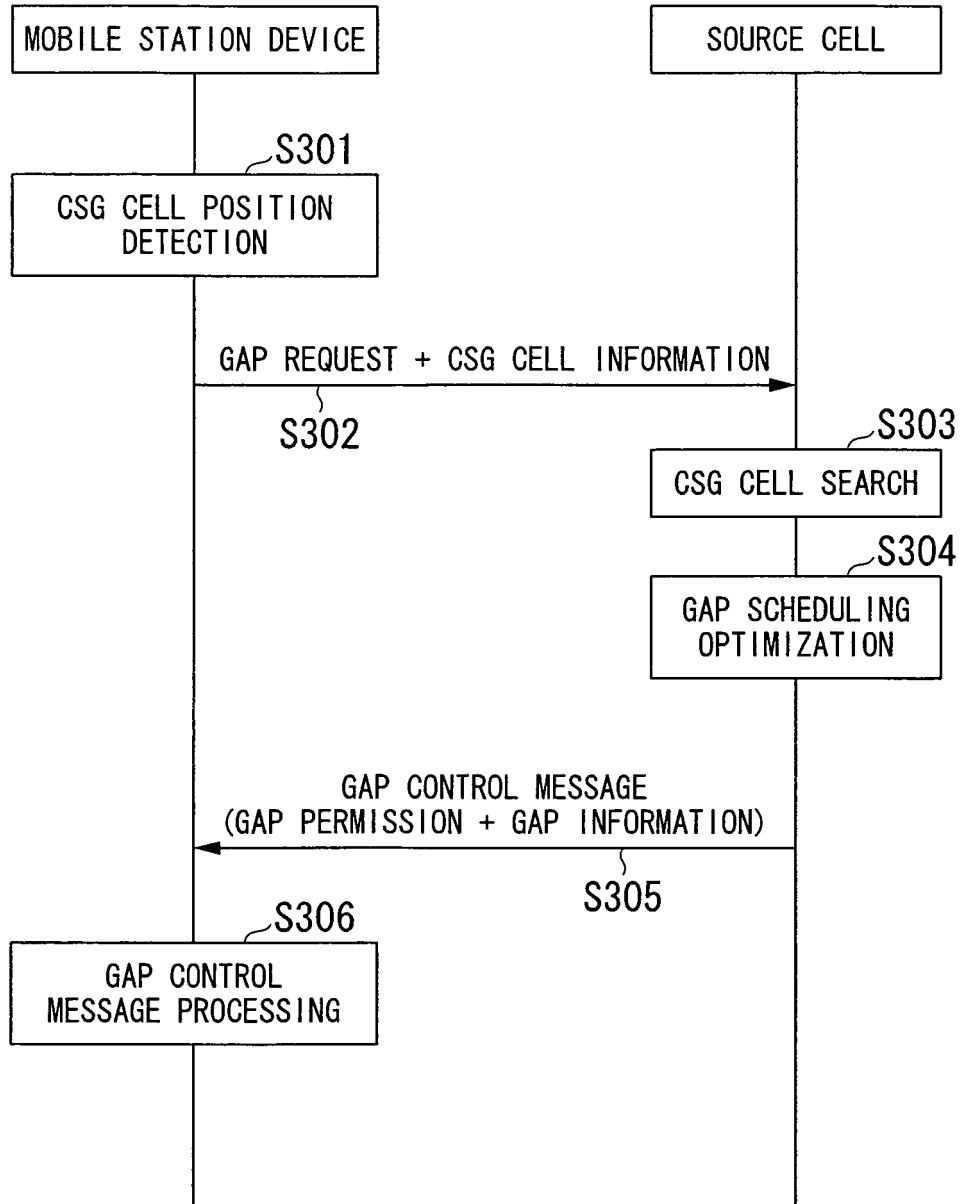 MOBILE STATION DEVICE
SOURCE CELL
S301
CSG CELL POSITION
DETECTION
GAP REQUEST + CSG CELL INFORMATION
S302
S303
CSG CELL SEARCH
S304
GAP SCHEDULING
OPTIMIZATION
GAP CONTROL MESSAGE
(GAP PERMISSION + GAP INFORMATION)
S305
S306
GAP CONTROL
MESSAGE PROCESSING